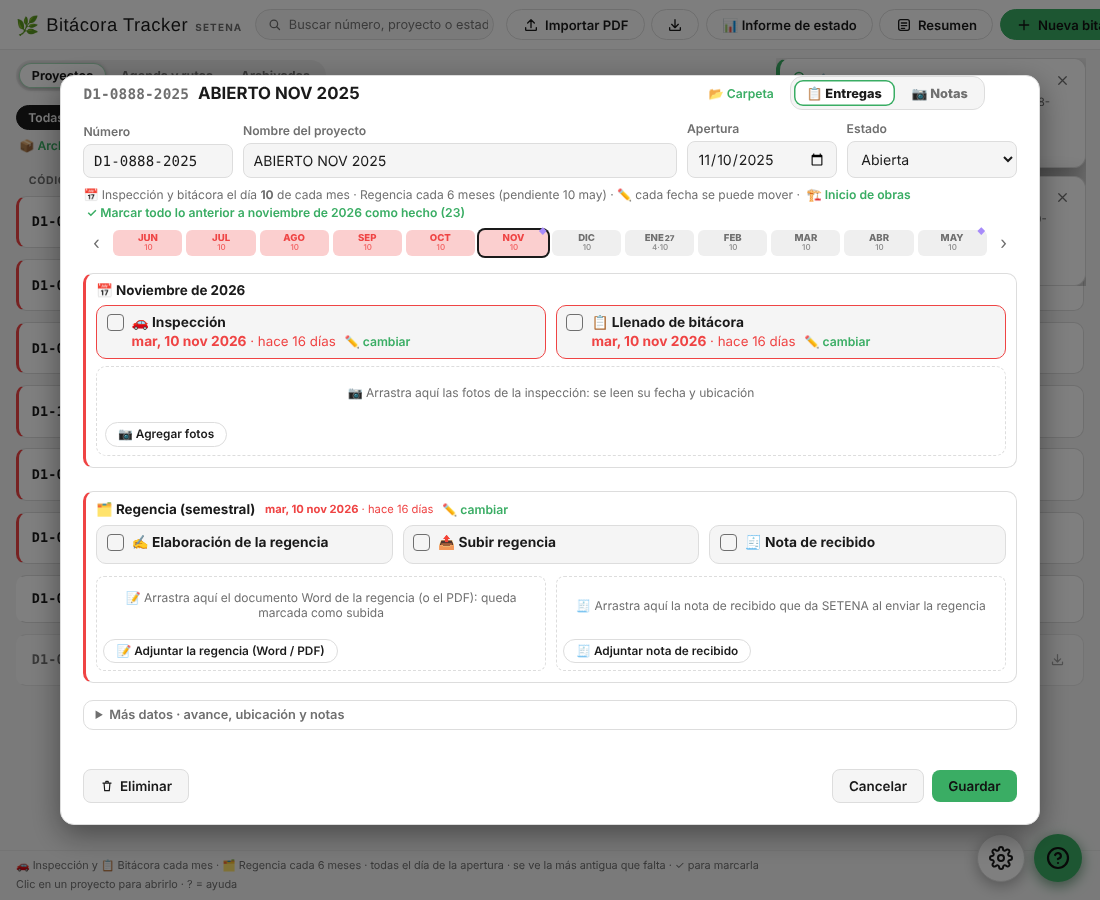 Bitácora Tracker SETENA
Buscar número, proyecto o estad
Importar PDF
Informe de estado
Resumen
Nueva bit
Proyectos
Agenda y rutas
Archivados
Todas
D1-0888-2025 ABIERTO NOV 2025
Carpeta
Entregas
Notas
Número
Nombre del proyecto
Apertura
Estado
D1-0888-2025
ABIERTO NOV 2025
11/10/2025
Abierta
Inspección y bitácora el día 10 de cada mes · Regencia cada 6 meses (pendiente 10 may) · ✏️ cada fecha se puede mover · Inicio de obras
✓ Marcar todo lo anterior a noviembre de 2026 como hecho (23)
‹ JUN JUL AGO SEP OCT NOV DIC ENE27 FEB MAR ABR MAY ›
10 10 10 10 10 10 10 4·10 10 10 10 10
Noviembre de 2026
Inspección
mar, 10 nov 2026 · hace 16 días ✏️ cambiar
Llenado de bitácora
mar, 10 nov 2026 · hace 16 días ✏️ cambiar
Arrastra aquí las fotos de la inspección: se leen su fecha y ubicación
Agregar fotos
Regencia (semestral) mar, 10 nov 2026 · hace 16 días ✏️ cambiar
Elaboración de la regencia
Subir regencia
Nota de recibido
Arrastra aquí el documento Word de la regencia (o el PDF): queda
marcada como subida
Adjuntar la regencia (Word / PDF)
Arrastra aquí la nota de recibido que da SETENA al enviar la regencia
Adjuntar nota de recibido
Más datos · avance, ubicación y notas
Eliminar
Cancelar
Guardar
Inspección y Bitácora cada mes · Regencia cada 6 meses · todas el día de la apertura · se ve la más antigua que falta · ✓ para marcarla
Clic en un proyecto para abrirlo · ? = ayuda